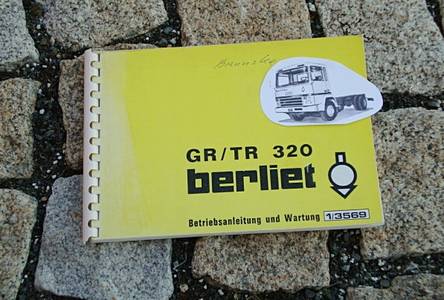 GR/TR 320
berliet
Betriebsanleitung und Wartung 1/3569